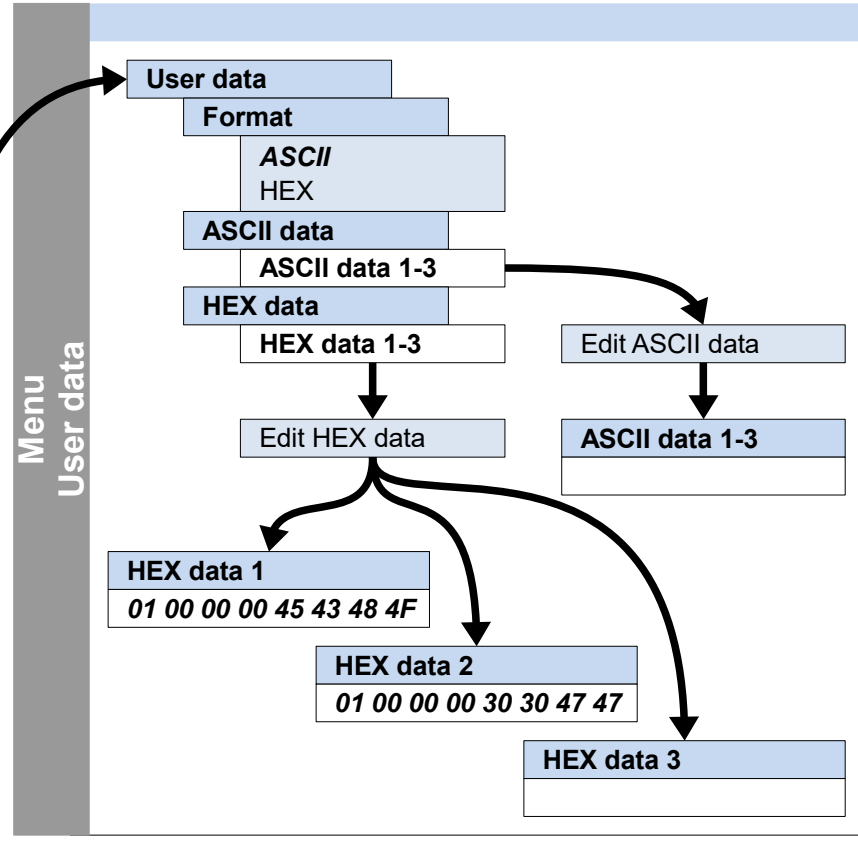 Menu
User data
User data
Format
ASCII
HEX
ASCII data
ASCII data 1-3
HEX data
HEX data 1-3
Edit ASCII data
Edit HEX data
ASCII data 1-3
HEX data 1
01 00 00 00 45 43 48 4F
HEX data 2
01 00 00 00 30 30 47 47
HEX data 3